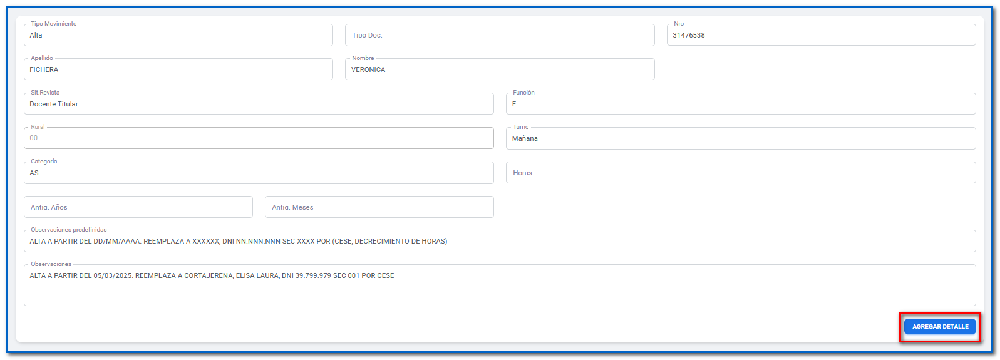 Tipo Movimiento
Alta
Tipo Doc.
Nro
31476538
Apellido
FICHERA
Nombre
VERONICA
Sit.Revista
Docente Titular
Función
E
Rural
00
Turno
Mañana
Categoría
AS
Horas
Antig. Años
Antig. Meses
Observaciones predefinidas
ALTA A PARTIR DEL DD/MM/AAAA. REEMPLAZA A XXXXXX, DNI NN.NNN.NNN SEC XXXX POR (CESE, DECRECIMIENTO DE HORAS)
Observaciones
ALTA A PARTIR DEL 05/03/2025. REEMPLAZA A CORTAJERENA, ELISA LAURA, DNI 39.799.979 SEC 001 POR CESE
AGREGAR DETALLE